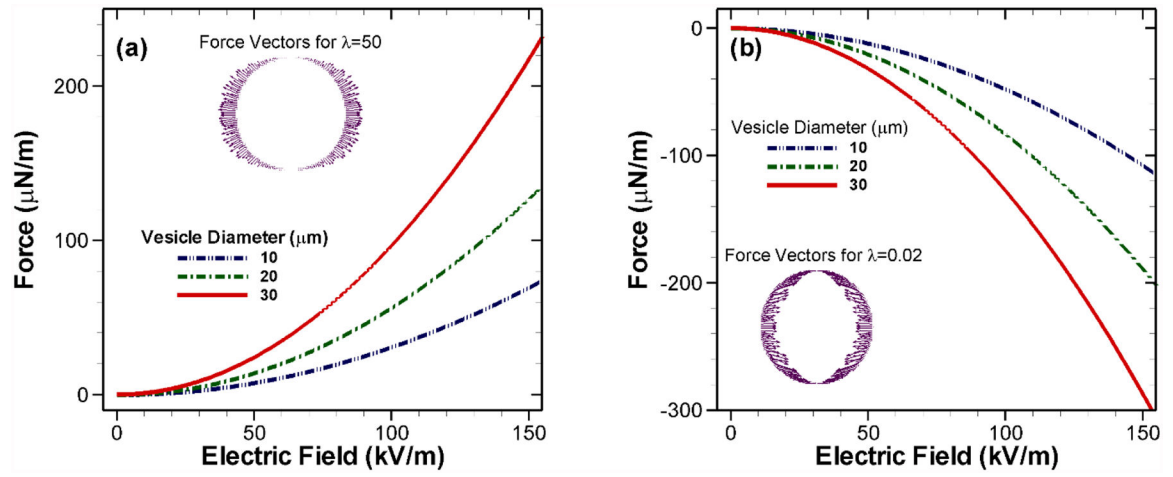 (a)
Force Vectors for λ=50
Force (μN/m)
200
100
0
Vesicle Diameter (μm)
10
20
30
0
50
100
150
Electric Field (kV/m)
(b)
0
-100
-200
-300
Force (μN/m)
Vesicle Diameter (μm)
10
20
30
Force Vectors for λ=0.02
0
50
100
150
Electric Field (kV/m)